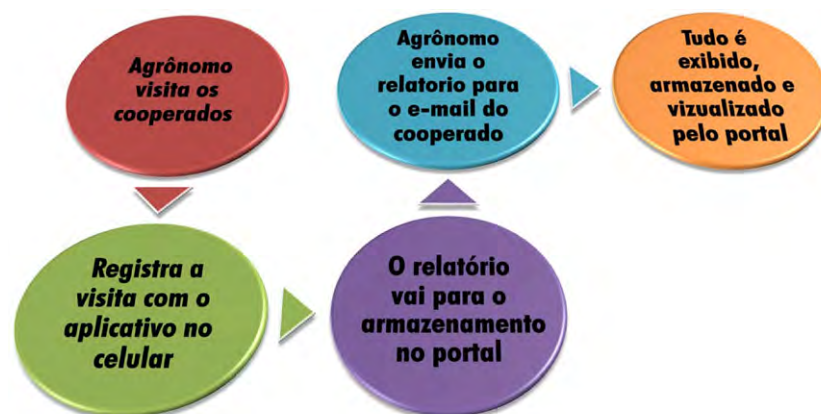 Agrônomo
visita os
cooperados
Registra a
visita com o
aplicativo no
celular
O relatório
vai para o
armazenamento
no portal
Agrônomo
envia o
relatorio para
o e-mail do
cooperado
Tudo é
exibido,
armazenado e
vizualizado
pelo portal